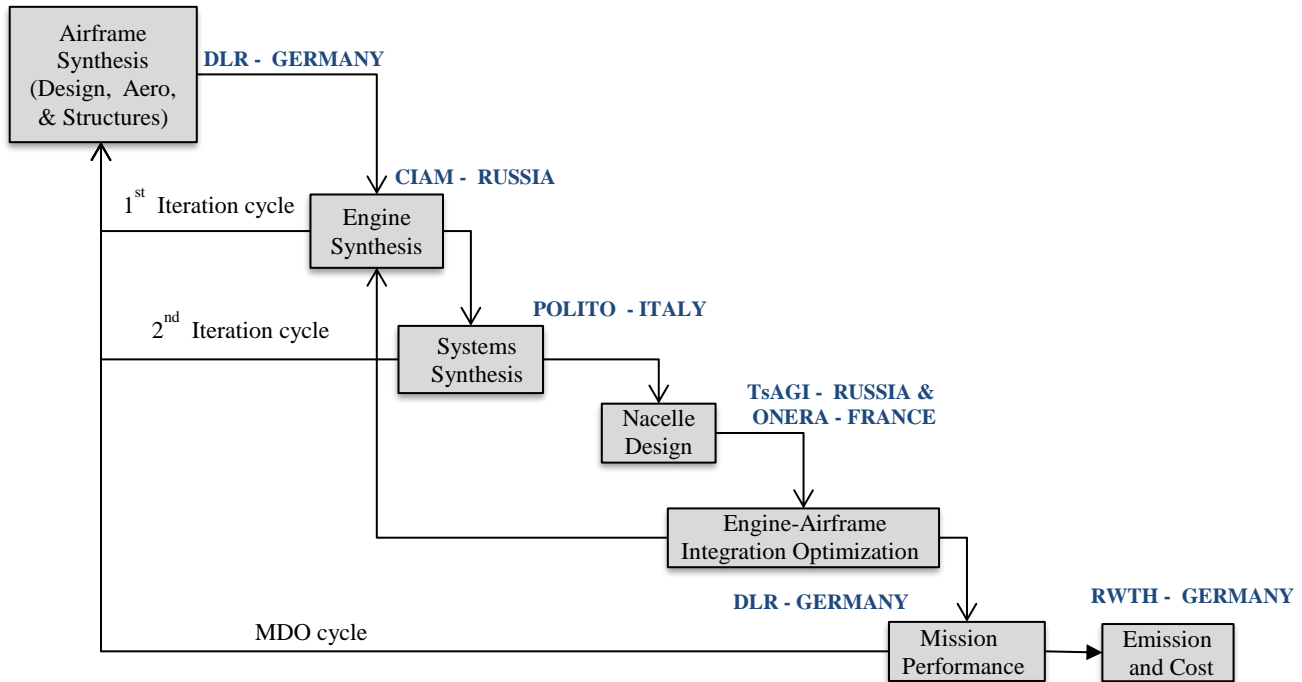 Airframe
Synthesis
(Design, Aero,
& Structures)
DLR - GERMANY
CIAM - RUSSIA
1st Iteration cycle
Engine
Synthesis
POLITO - ITALY
2nd Iteration cycle
Systems
Synthesis
TsAGI - RUSSIA &
ONERA - FRANCE
Nacelle
Design
Engine-Airframe
Integration Optimization
DLR - GERMANY
RWTH - GERMANY
MDO cycle
Mission
Performance
Emission
and Cost